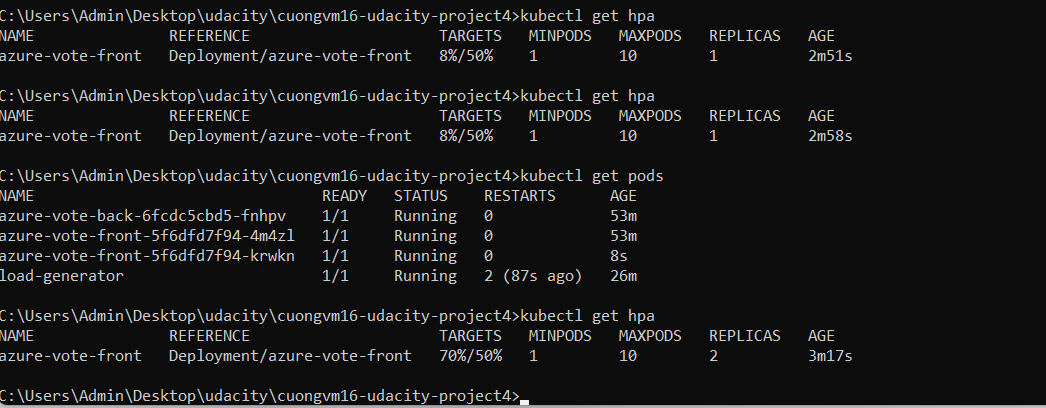 C:\Users\Admin\Desktop\udacity\cuongvm16-udacity-project4>kubectl get hpa
NAME REFERENCE TARGETS MINPODS MAXPODS REPLICAS AGE
azure-vote-front Deployment/azure-vote-front 8%/50% 1 10 1 2m51s
C:\Users\Admin\Desktop\udacity\cuongvm16-udacity-project4>kubectl get hpa
NAME REFERENCE TARGETS MINPODS MAXPODS REPLICAS AGE
azure-vote-front Deployment/azure-vote-front 8%/50% 1 10 1 2m58s
C:\Users\Admin\Desktop\udacity\cuongvm16-udacity-project4>kubectl get pods
NAME READY STATUS RESTARTS AGE
azure-vote-back-6fcdc5cbd5-fnhpv 1/1 Running 0 53m
azure-vote-front-5f6dfd7f94-4m4zl 1/1 Running 0 53m
azure-vote-front-5f6dfd7f94-krwkn 1/1 Running 0 8s
load-generator 1/1 Running 2 (87s ago) 26m
C:\Users\Admin\Desktop\udacity\cuongvm16-udacity-project4>kubectl get hpa
NAME REFERENCE TARGETS MINPODS MAXPODS REPLICAS AGE
azure-vote-front Deployment/azure-vote-front 70%/50% 1 10 2 3m17s
C:\Users\Admin\Desktop\udacity\cuongvm16-udacity-project4>